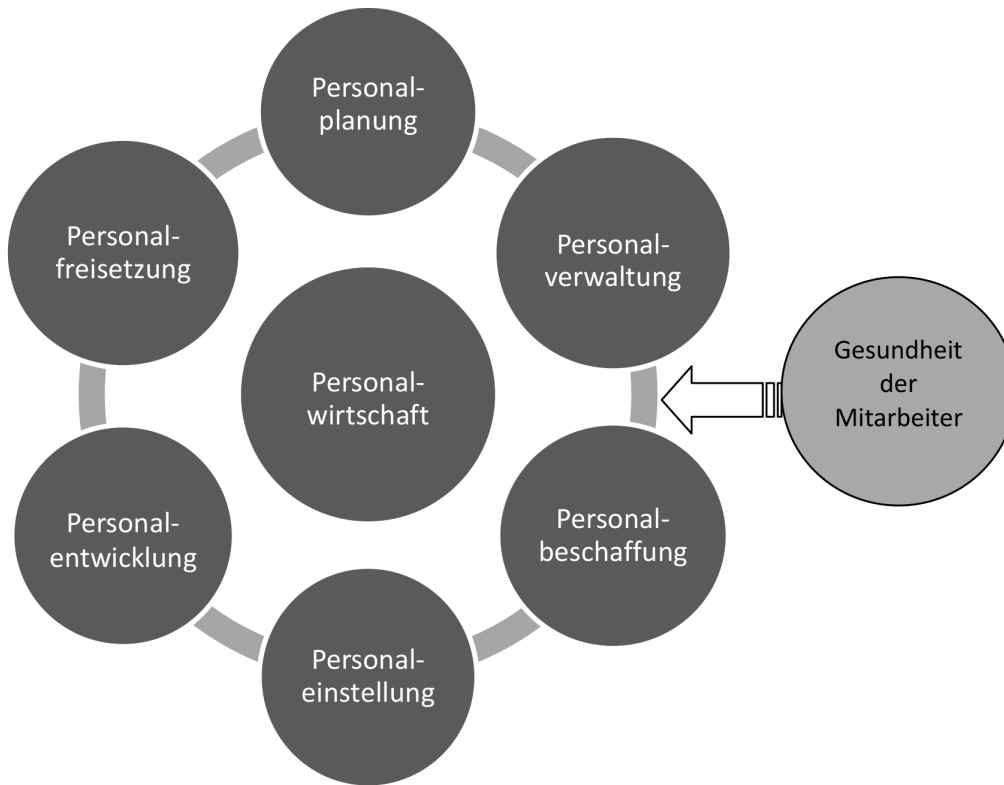 Personal-
planung
Personal-
freisetzung
Personal-
verwaltung
Gesundheit
der
Mitarbeiter
Personal-
wirtschaft
Personal-
entwicklung
Personal-
beschaffung
Personal-
einstellung